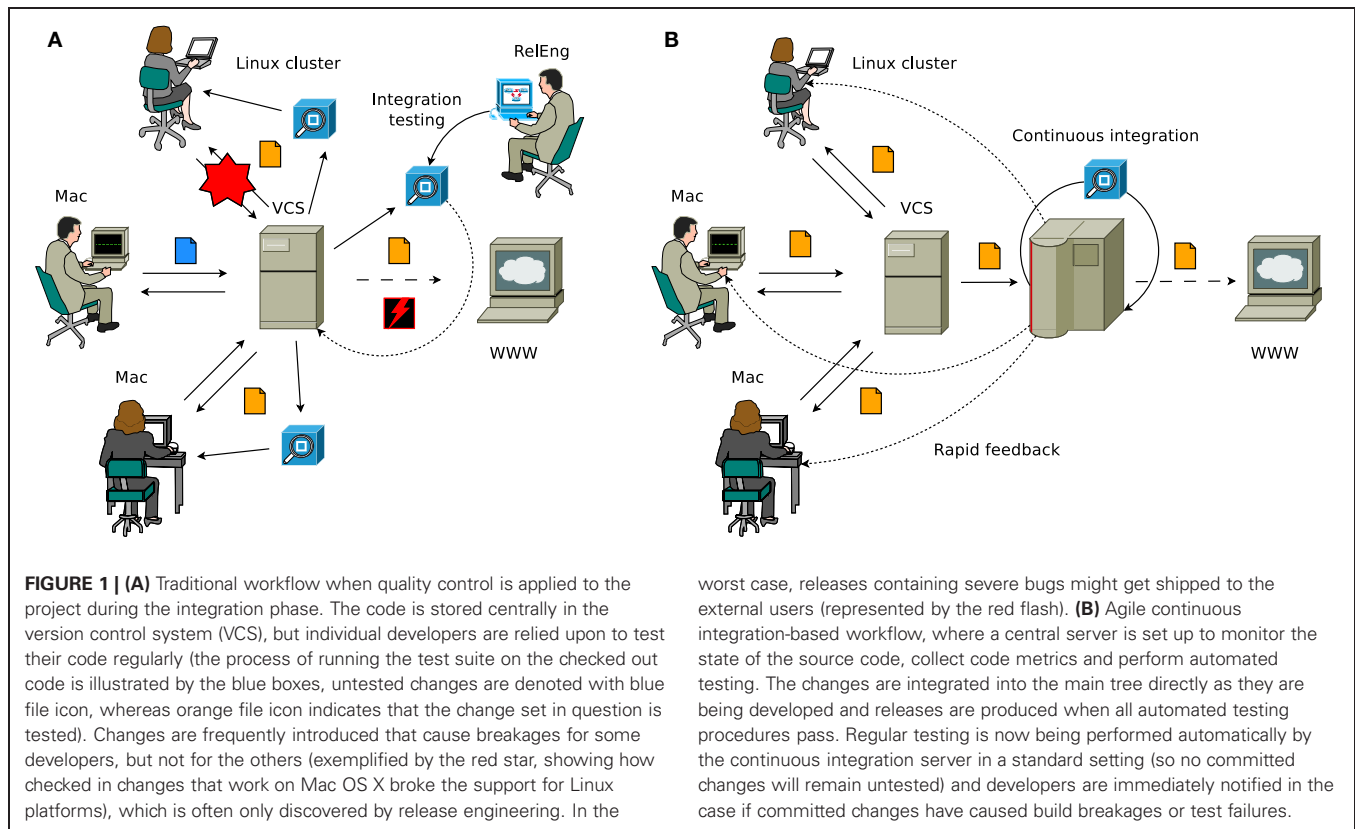 A
Linux cluster
RelEng
Integration
testing
Mac
VCS
WWW
Mac
B
Linux cluster
Continuous integration
Mac
VCS
WWW
Mac
Rapid feedback
FIGURE 1 | (A) Traditional workflow when quality control is applied to the
project during the integration phase. The code is stored centrally in the
version control system (VCS), but individual developers are relied upon to test
their code regularly (the process of running the test suite on the checked out
code is illustrated by the blue boxes, untested changes are denoted with blue
file icon, whereas orange file icon indicates that the change set in question is
tested). Changes are frequently introduced that cause breakages for some
developers, but not for the others (exemplified by the red star, showing how
checked in changes that work on Mac OS X broke the support for Linux
platforms), which is often only discovered by release engineering. In the
worst case, releases containing severe bugs might get shipped to the
external users (represented by the red flash). (B) Agile continuous
integration-based workflow, where a central server is set up to monitor the
state of the source code, collect code metrics and perform automated
testing. The changes are integrated into the main tree directly as they are
being developed and releases are produced when all automated testing
procedures pass. Regular testing is now being performed automatically by
the continuous integration server in a standard setting (so no committed
changes will remain untested) and developers are immediately notified in the
case if committed changes have caused build breakages or test failures.